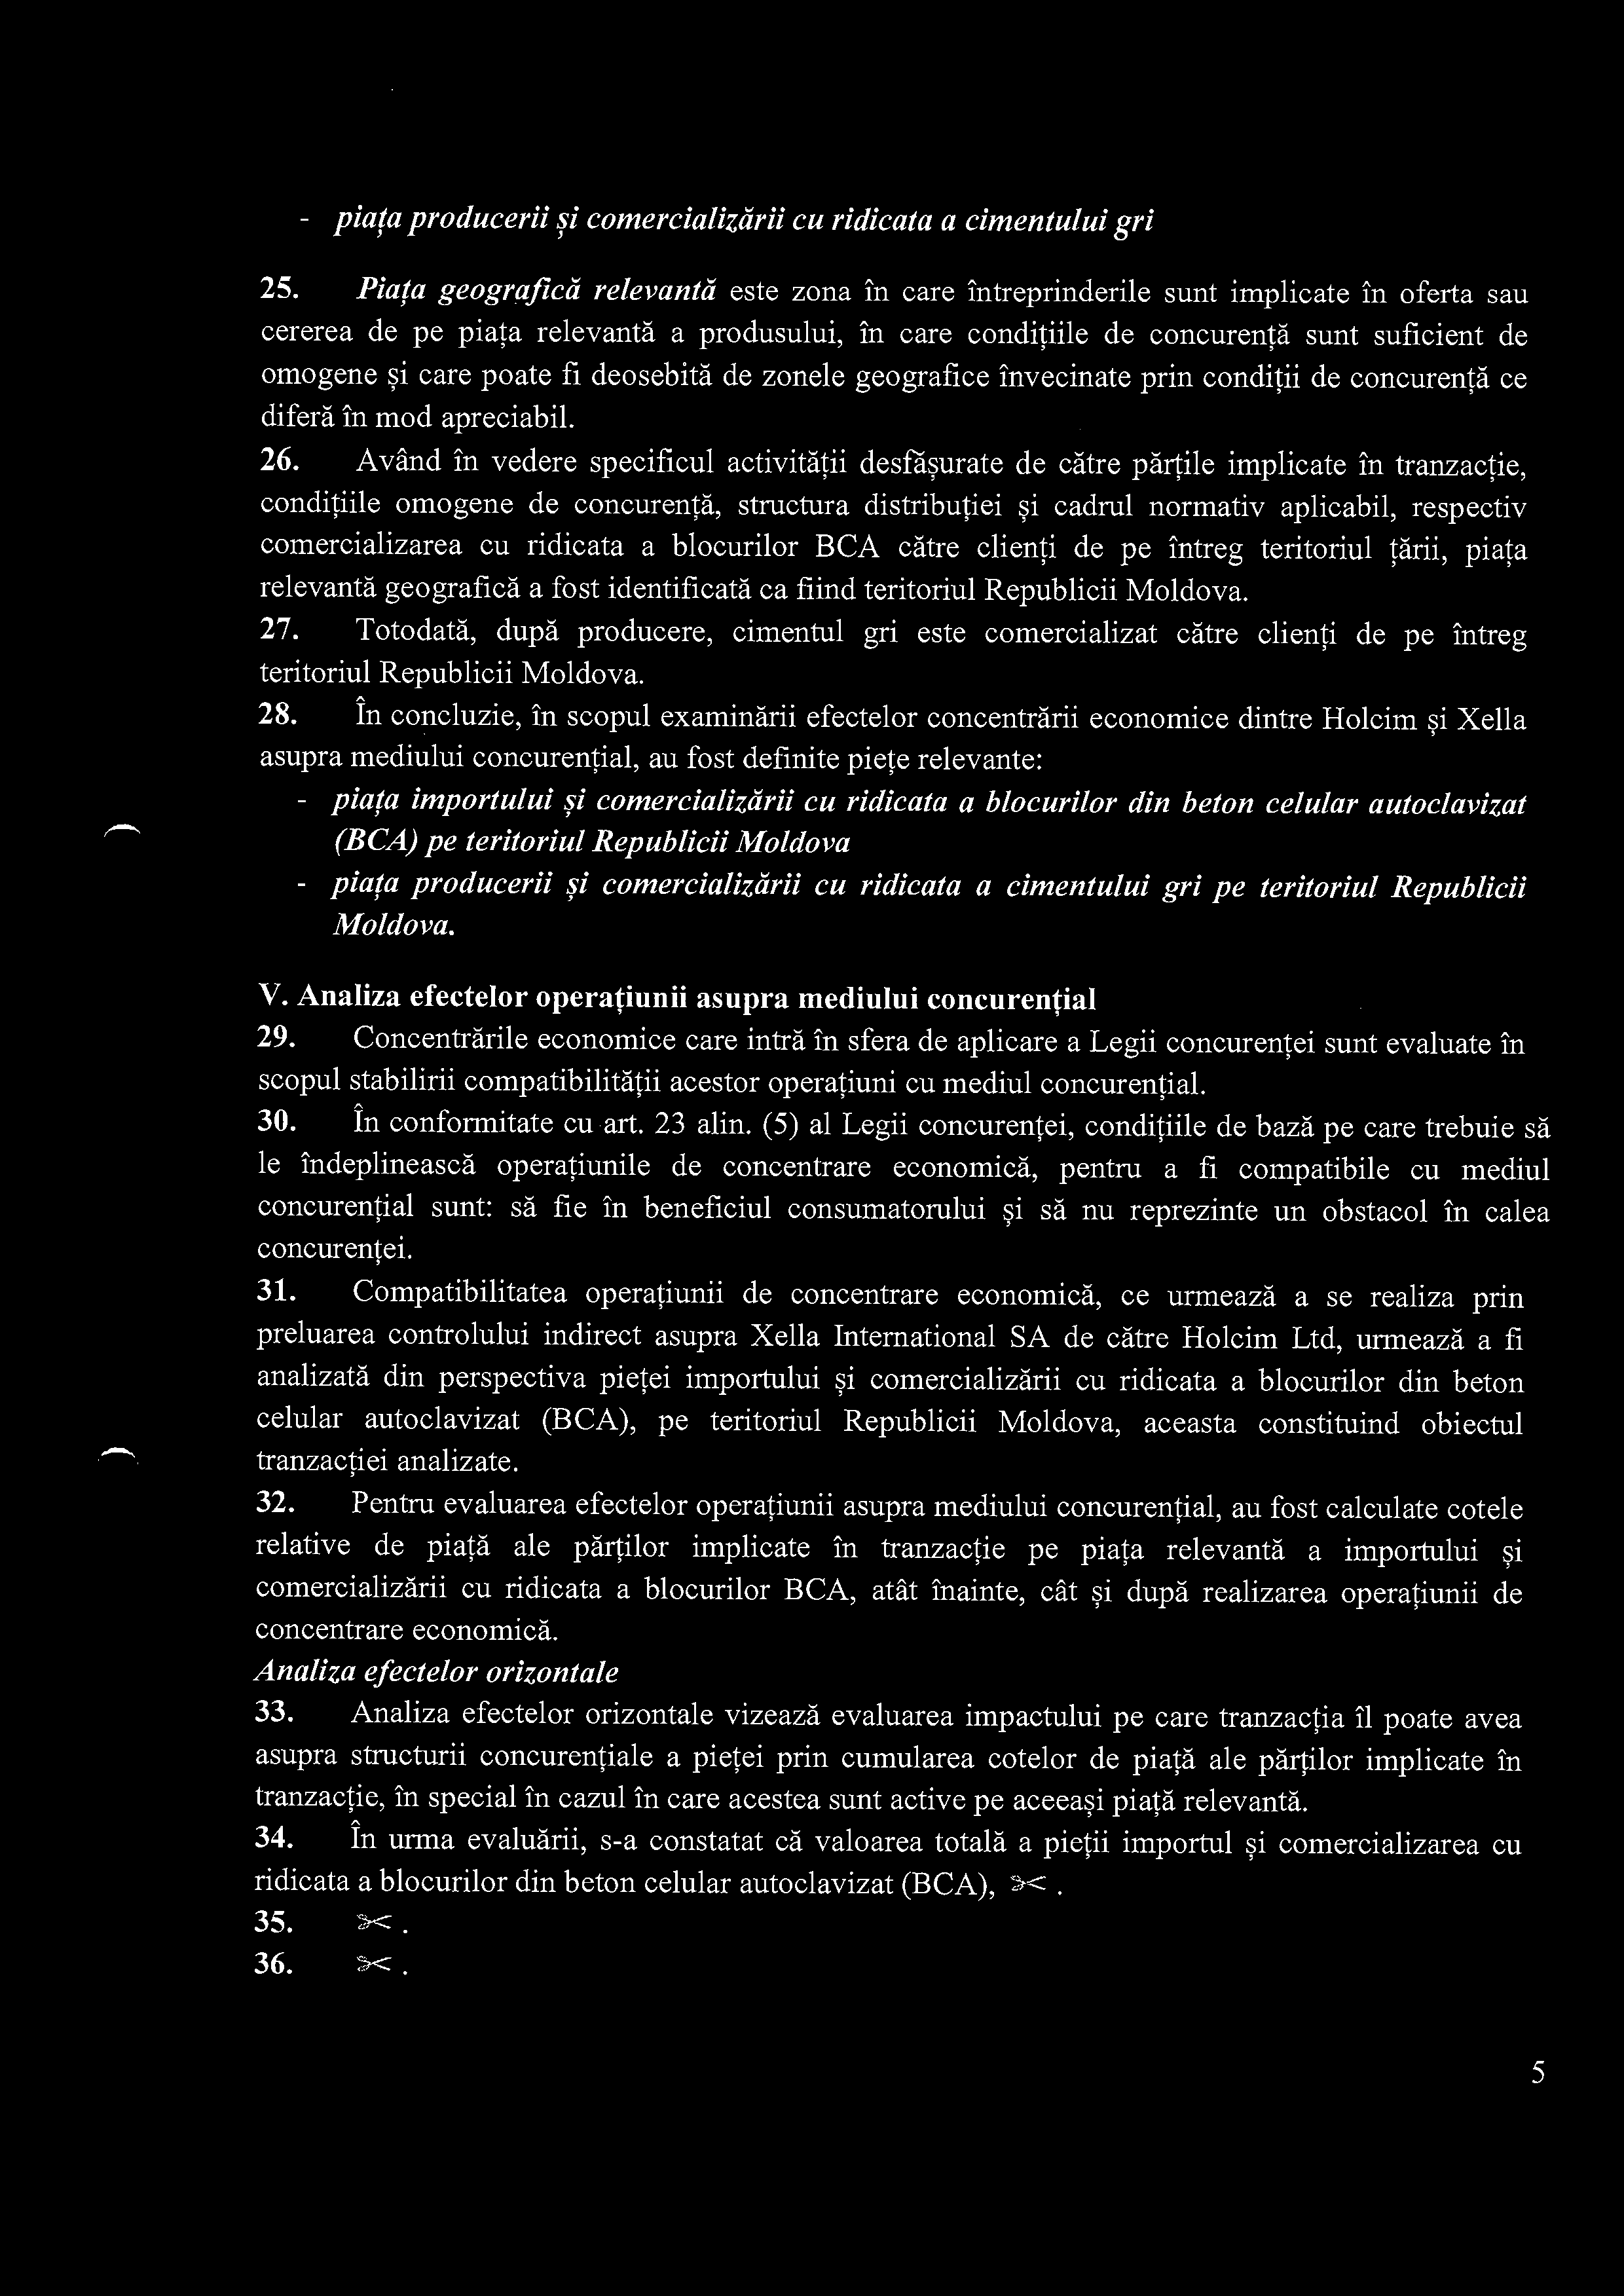 - piața producerii și comercializării cu ridicata a cimentului gri
25. Piața geografică relevantă este zona în care întreprinderile sunt implicate în oferta sau
cererea de pe piața relevantă a produsului, în care condițiile de concurență sunt suficient de
omogene și care poate fi deosebită de zonele geografice învecinate prin condiții de concurență ce
diferă în mod apreciabil.
26. Având în vedere specificul activității desfășurate de către părțile implicate în tranzacție,
condițiile omogene de concurență, structura distribuției și cadrul normativ aplicabil, respectiv
comercializarea cu ridicata a blocurilor BCA către clienți de pe întreg teritoriul țării, piața
relevantă geografică a fost identificată ca fiind teritoriul Republicii Moldova.
27. Totodată, după producere, cimentul gri este comercializat către clienți de pe întreg
teritoriul Republicii Moldova.
28. În concluzie, în scopul examinării efectelor concentrării economice dintre Holcim și Xella
asupra mediului concurențial, au fost definite piețe relevante:
- piața importului și comercializării cu ridicata a blocurilor din beton celular autoclavizat
(BCA) pe teritoriul Republicii Moldova
- piața producerii și comercializării cu ridicata a cimentului gri pe teritoriul Republicii
Moldova.
V. Analiza efectelor operațiunii asupra mediului concurențial
29. Concentrările economice care intră în sfera de aplicare a Legii concurenței sunt evaluate în
scopul stabilirii compatibilității acestor operațiuni cu mediul concurențial.
30. În conformitate cu art. 23 alin. (5) al Legii concurenței, condițiile de bază pe care trebuie să
le îndeplinească operațiunile de concentrare economică, pentru a fi compatibile cu mediul
concurențial sunt: să fie în beneficiul consumatorului și să nu reprezinte un obstacol în calea
concurenței.
31. Compatibilitatea operațiunii de concentrare economică, ce urmează a se realiza prin
preluarea controlului indirect asupra Xella International SA de către Holcim Ltd, urmează a fi
analizată din perspectiva pieței importului și comercializării cu ridicata a blocurilor din beton
celular autoclavizat (BCA), pe teritoriul Republicii Moldova, aceasta constituind obiectul
tranzacției analizate.
32. Pentru evaluarea efectelor operațiunii asupra mediului concurențial, au fost calculate cotele
relative de piață ale părților implicate în tranzacție pe piața relevantă a importului și
comercializării cu ridicata a blocurilor BCA, atât înainte, cât și după realizarea operațiunii de
concentrare economică.
Analiza efectelor orizontale
33. Analiza efectelor orizontale vizează evaluarea impactului pe care tranzacția îl poate avea
asupra structurii concurențiale a pieței prin cumularea cotelor de piață ale părților implicate în
tranzacție, în special în cazul în care acestea sunt active pe aceeași piață relevantă.
34. În urma evaluării, s-a constatat că valoarea totală a pieții importul și comercializarea cu
ridicata a blocurilor din beton celular autoclavizat (BCA), ✂ .
35. ✂ .
36. ✂ .
5